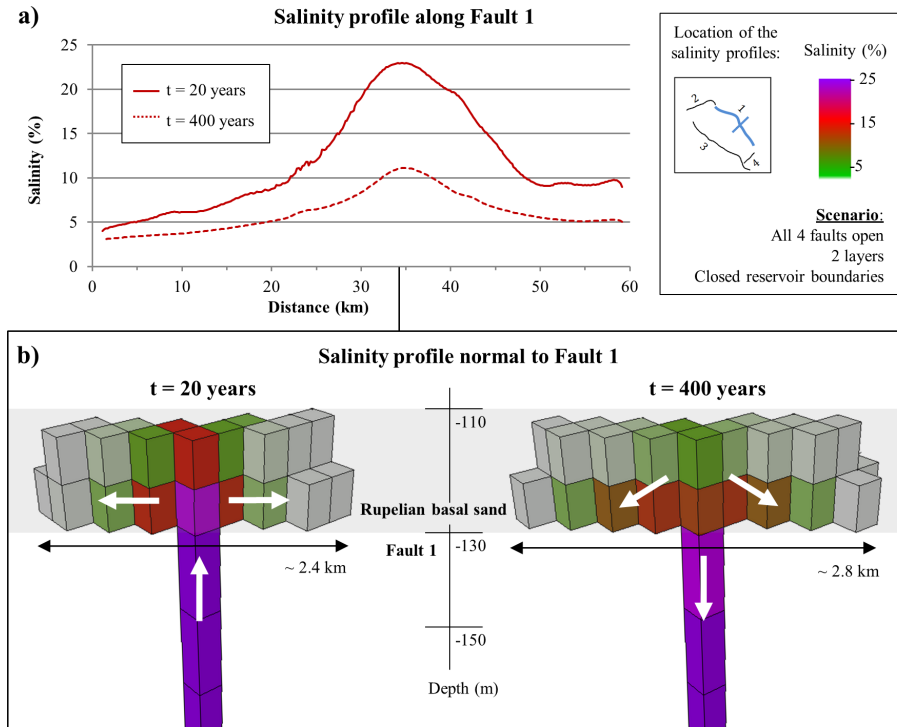 a)
Salinity profile along Fault 1
25
20
15
10
5
0
Salinity (%)
t = 20 years
t = 400 years
0
10
20
30
40
50
60
Distance (km)
Location of the
salinity profiles:
1
2
3
4
Salinity (%)
25
15
5
Scenario:
All 4 faults open
2 layers
Closed reservoir boundaries
b)
Salinity profile normal to Fault 1
t = 20 years
t = 400 years
-110
Rupelian basal sand
-130
Fault 1
~ 2.4 km
~ 2.8 km
-150
Depth (m)